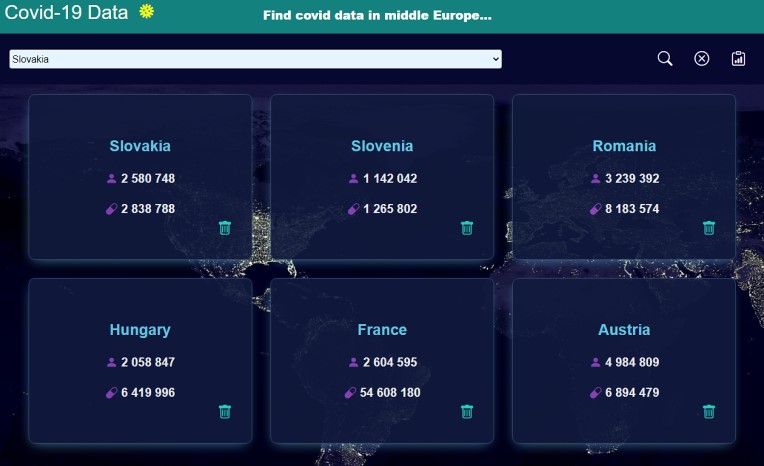 Covid-19 Data
Find covid data in middle Europe...
Slovakia
Slovakia
2 580 748
2 838 788
Slovenia
1 142 042
1 265 802
Romania
3 239 392
8 183 574
Hungary
2 058 847
6 419 996
France
2 604 595
54 608 180
Austria
4 984 809
6 894 479